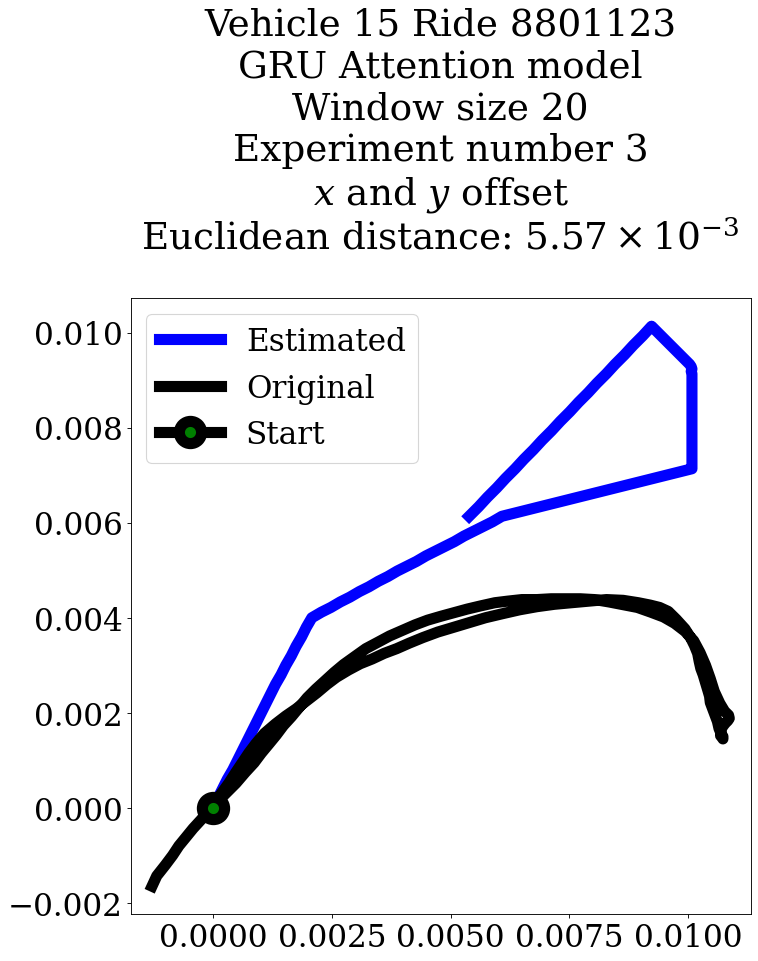 Vehicle 15 Ride 8801123
GRU Attention model
Window size 20
Experiment number 3
x and y offset
Euclidean distance: 5.57 × 10⁻³
Estimated
Original
Start
0.010
0.008
0.006
0.004
0.002
0.000
−0.002
0.0000 0.0025 0.0050 0.0075 0.0100